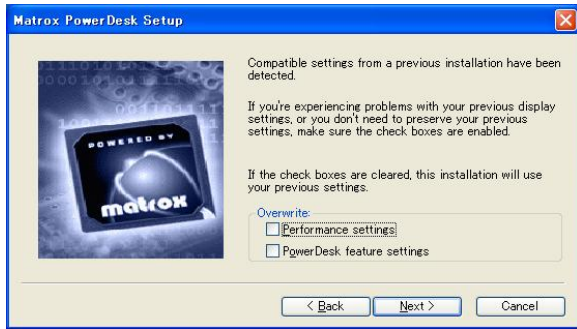 Matrox PowerDesk Setup
Compatible settings from a previous installation have been
detected.
If you're experiencing problems with your previous display
settings, or you don't need to preserve your previous
settings, make sure the check boxes are enabled.
If the check boxes are cleared, this installation will use
your previous settings.
Overwrite:
Performance settings
PowerDesk feature settings
POWERED BY
matrox
< Back
Next >
Cancel